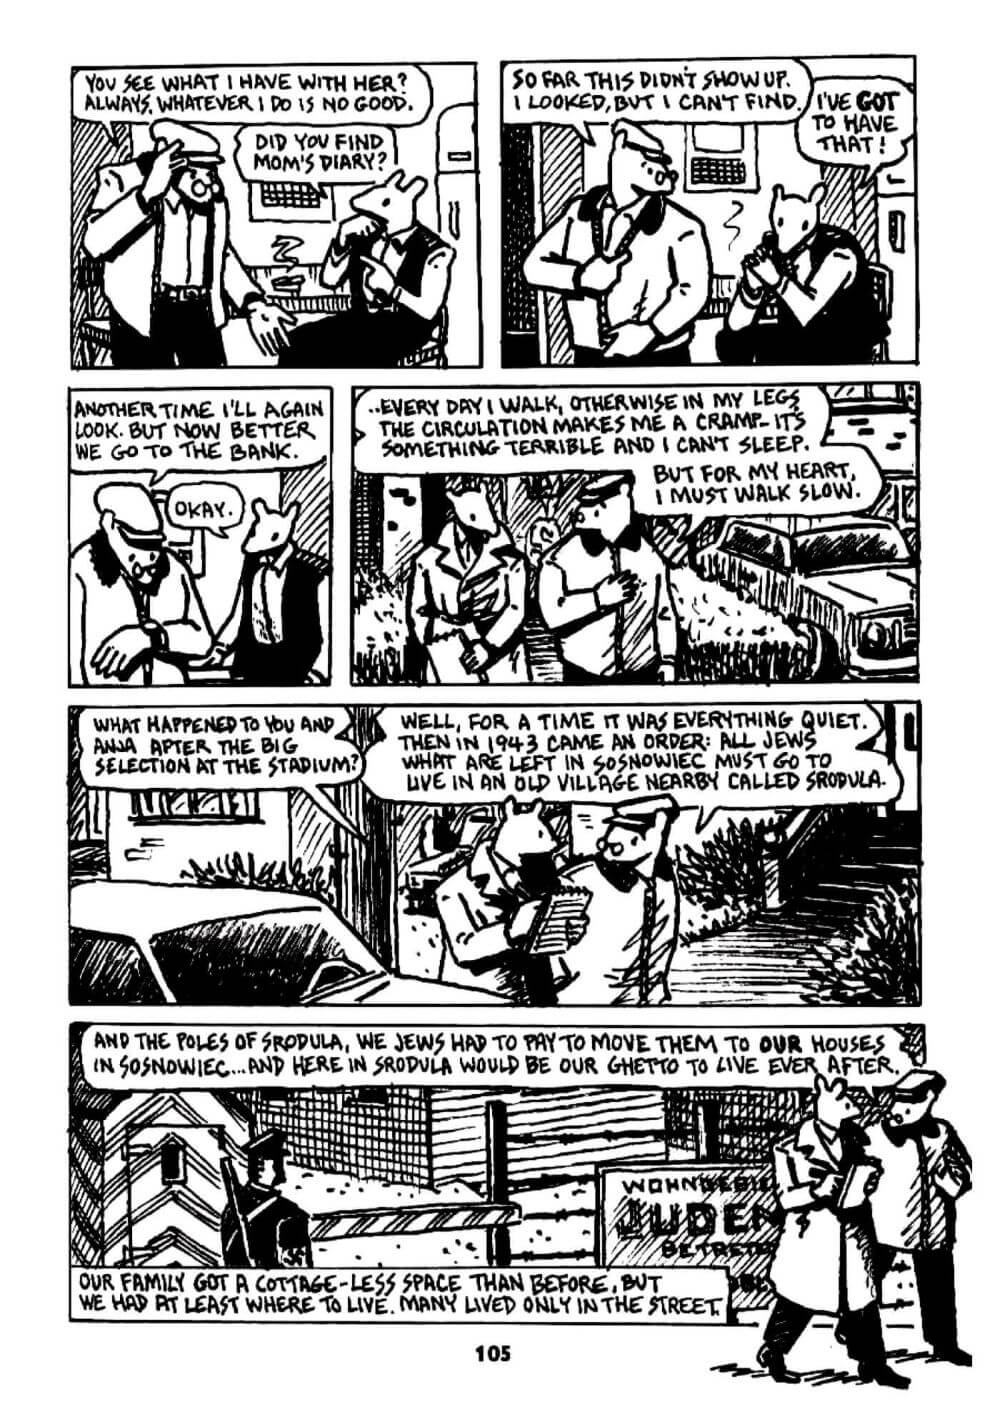 YOU SEE WHAT I HAVE WITH HER?
ALWAYS, WHATEVER I DO IS NO GOOD.
DID YOU FIND
MOM'S DIARY?
SO FAR THIS DIDN'T SHOW UP.
I LOOKED, BUT I CAN'T FIND.
I'VE GOT
TO HAVE
THAT!
ANOTHER TIME I'LL AGAIN
LOOK. BUT NOW BETTER
WE GO TO THE BANK.
OKAY.
..EVERY DAY I WALK, OTHERWISE IN MY LEGS
THE CIRCULATION MAKES ME A CRAMP- IT'S
SOMETHING TERRIBLE AND I CAN'T SLEEP.
BUT FOR MY HEART,
I MUST WALK SLOW.
WHAT HAPPENED TO YOU AND
ANJA AFTER THE BIG
SELECTION AT THE STADIUM?
WELL, FOR A TIME IT WAS EVERYTHING QUIET.
THEN IN 1943 CAME AN ORDER: ALL JEWS
WHAT ARE LEFT IN SOSNOWIEC MUST GO TO
LIVE IN AN OLD VILLAGE NEARBY CALLED SRODULA.
AND THE POLES OF SRODULA, WE JEWS HAD TO PAY TO MOVE THEM TO OUR HOUSES
IN SOSNOWIEC...AND HERE IN SRODULA WOULD BE OUR GHETTO TO LIVE EVER AFTER.
JUDEN
OUR FAMILY GOT A COTTAGE-LESS SPACE THAN BEFORE, BUT
WE HAD AT LEAST WHERE TO LIVE. MANY LIVED ONLY IN THE STREET.
105